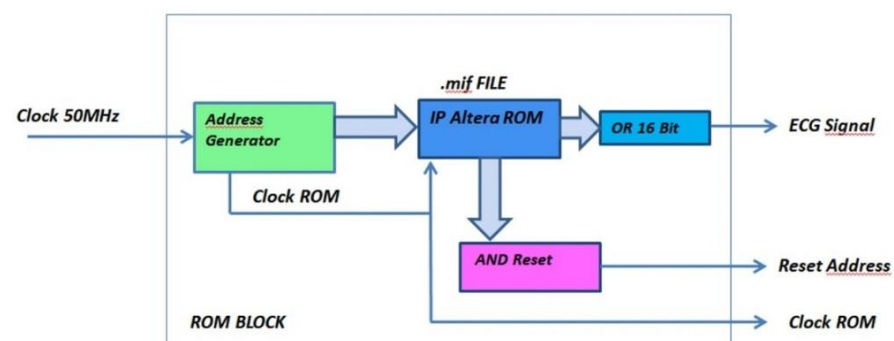 .mif FILE
Clock 50MHz
Address
Generator
IP Altera ROM
OR 16 Bit
ECG Signal
Clock ROM
AND Reset
Reset Address
ROM BLOCK
Clock ROM